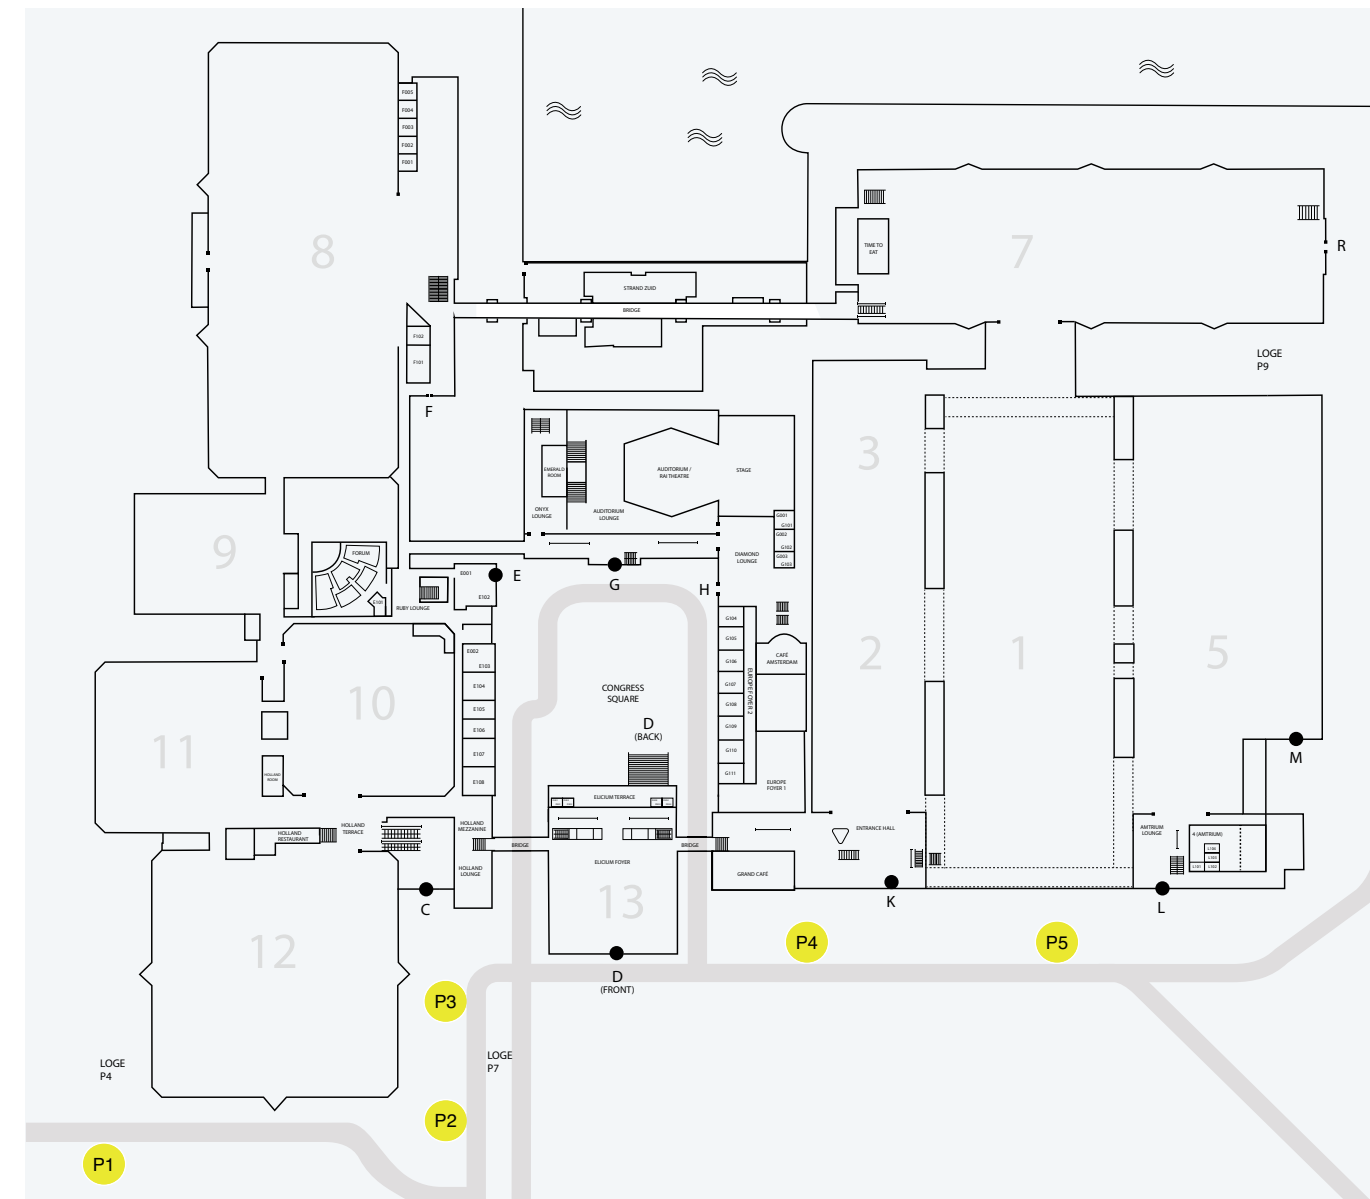 F005
F004
F003
F002
F001
8
7
R
TIME TO
EAT
STRAND ZUID
BRIDGE
F102
F101
LOGE
P9
F
3
EMERALD
ROOM
AUDITORIUM /
RAI THEATRE
STAGE
ONYX
LOUNGE
AUDITORIUM
LOUNGE
G001
G101
G002
G102
G003
G103
DIAMOND
LOUNGE
9
FORUM
E101
RUBY LOUNGE
E001
E102
E
G
H
G104
G105
G106
G107
G108
G109
G110
G111
EUROPE FOYER 2
CAFÉ
AMSTERDAM
2
1
5
E002
E103
E104
E105
E106
E107
E108
CONGRESS
SQUARE
D
(BACK)
10
11
HOLLAND
ROOM
M
EUROPE
FOYER 1
ELICIUM TERRACE
HOLLAND
RESTAURANT
HOLLAND
TERRACE
HOLLAND
MEZZANINE
BRIDGE
BRIDGE
ENTRANCE HALL
AMTRIUM
LOUNGE
4 (AMTRIUM)
L101
L102
ELICIUM FOYER
HOLLAND
LOUNGE
GRAND CAFÉ
13
C
K
L
12
P4
P5
D
(FRONT)
P3
LOGE
P4
LOGE
P7
P2
P1